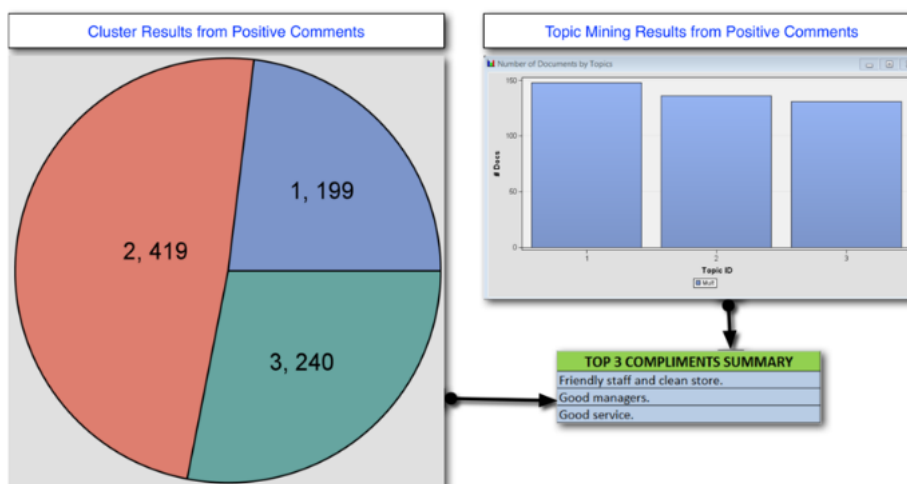 Cluster Results from Positive Comments
1, 199
2, 419
3, 240
Topic Mining Results from Positive Comments
Number of Documents by Topics
150
100
50
0
# Docs
1
2
3
Topic ID
TOP 3 COMPLIMENTS SUMMARY
Friendly staff and clean store.
Good managers.
Good service.